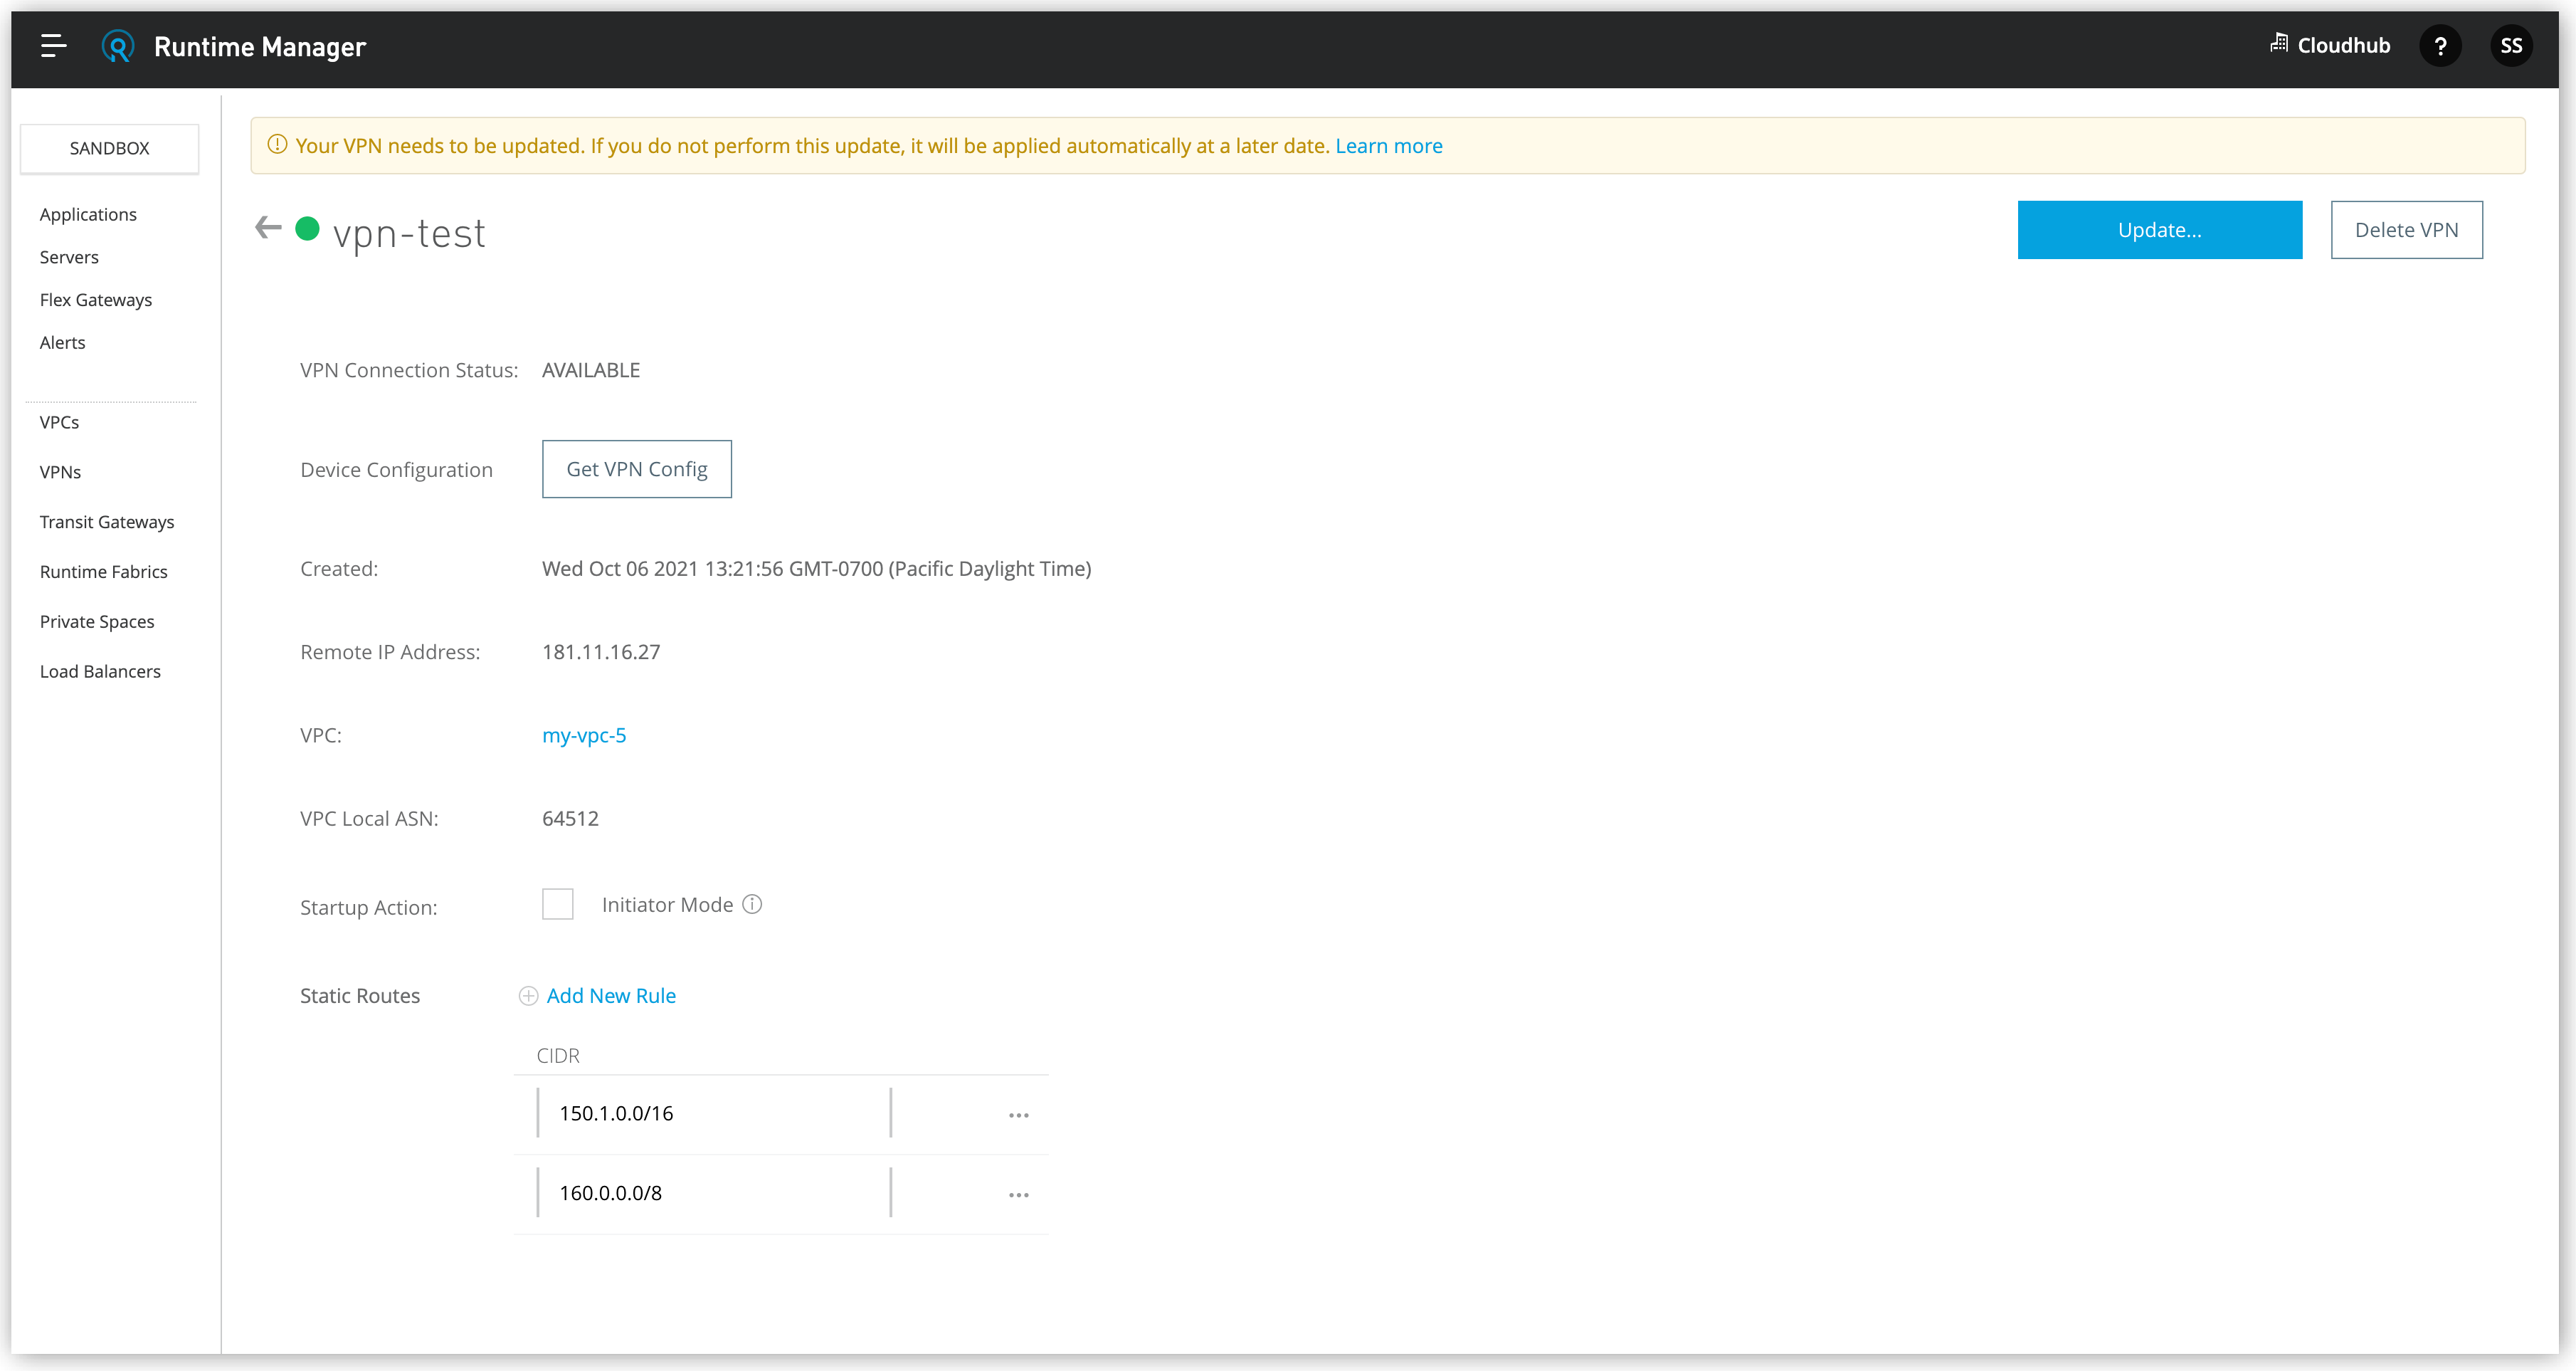 Runtime Manager
Cloudhub ? SS
SANDBOX
Applications
Servers
Flex Gateways
Alerts
VPCs
VPNs
Transit Gateways
Runtime Fabrics
Private Spaces
Load Balancers
Your VPN needs to be updated. If you do not perform this update, it will be applied automatically at a later date. Learn more
vpn-test
Update...
Delete VPN
VPN Connection Status: AVAILABLE
Device Configuration Get VPN Config
Created: Wed Oct 06 2021 13:21:56 GMT-0700 (Pacific Daylight Time)
Remote IP Address: 181.11.16.27
VPC: my-vpc-5
VPC Local ASN: 64512
Startup Action: Initiator Mode
Static Routes Add New Rule
CIDR
150.1.0.0/16
160.0.0.0/8